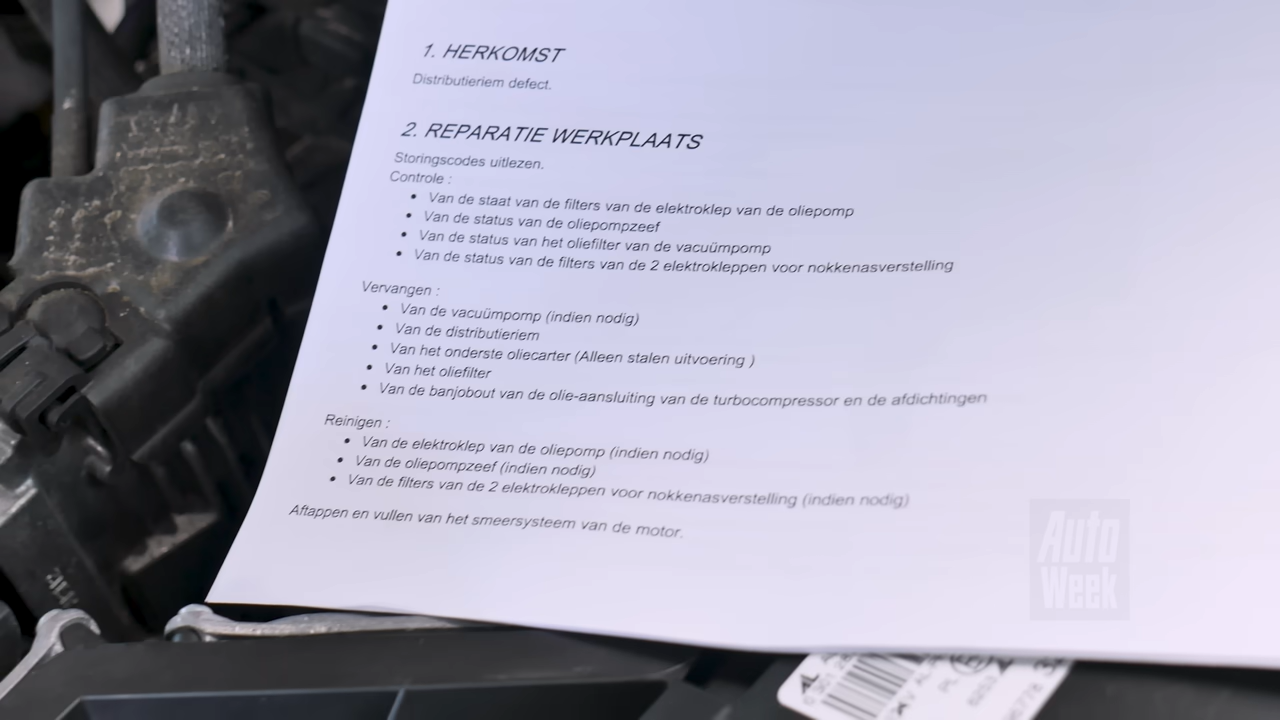 1. HERKOMST
Distributieriem defect.
2. REPARATIE WERKPLAATS
Storingscodes uitlezen.
Controle :
• Van de staat van de filters van de elektroklep van de oliepomp
• Van de status van de oliepompzeef
• Van de status van het oliefilter van de vacuümpomp
• Van de status van de filters van de 2 elektrokleppen voor nokkenasverstelling
Vervangen :
• Van de vacuümpomp (indien nodig)
• Van de distributieriem
• Van het onderste oliecarter (Alleen stalen uitvoering )
• Van het oliefilter
• Van de banjobout van de olie-aansluiting van de turbocompressor en de afdichtingen
Reinigen :
• Van de elektroklep van de oliepomp (indien nodig)
• Van de oliepompzeef (indien nodig)
• Van de filters van de 2 elektrokleppen voor nokkenasverstelling (indien nodig)
Aftappen en vullen van het smeersysteem van de motor.
Auto
Week